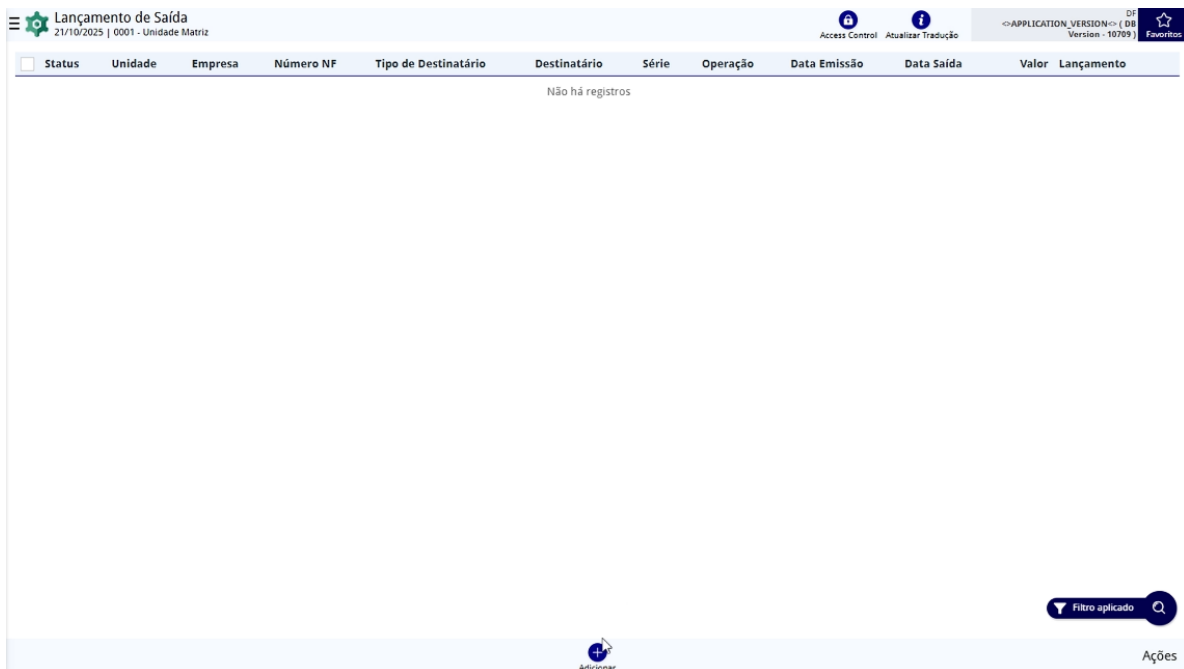 Lançamento de Saída
21/10/2025 | 0001 - Unidade Matriz
Access Control
Atualizar Tradução
DF
<>APPLICATION_VERSION<> ( DB
Version - 10709 )
Favoritos
Status Unidade Empresa Número NF Tipo de Destinatário Destinatário Série Operação Data Emissão Data Saída Valor Lançamento
Não há registros
Filtro aplicado
Adicionar
Ações